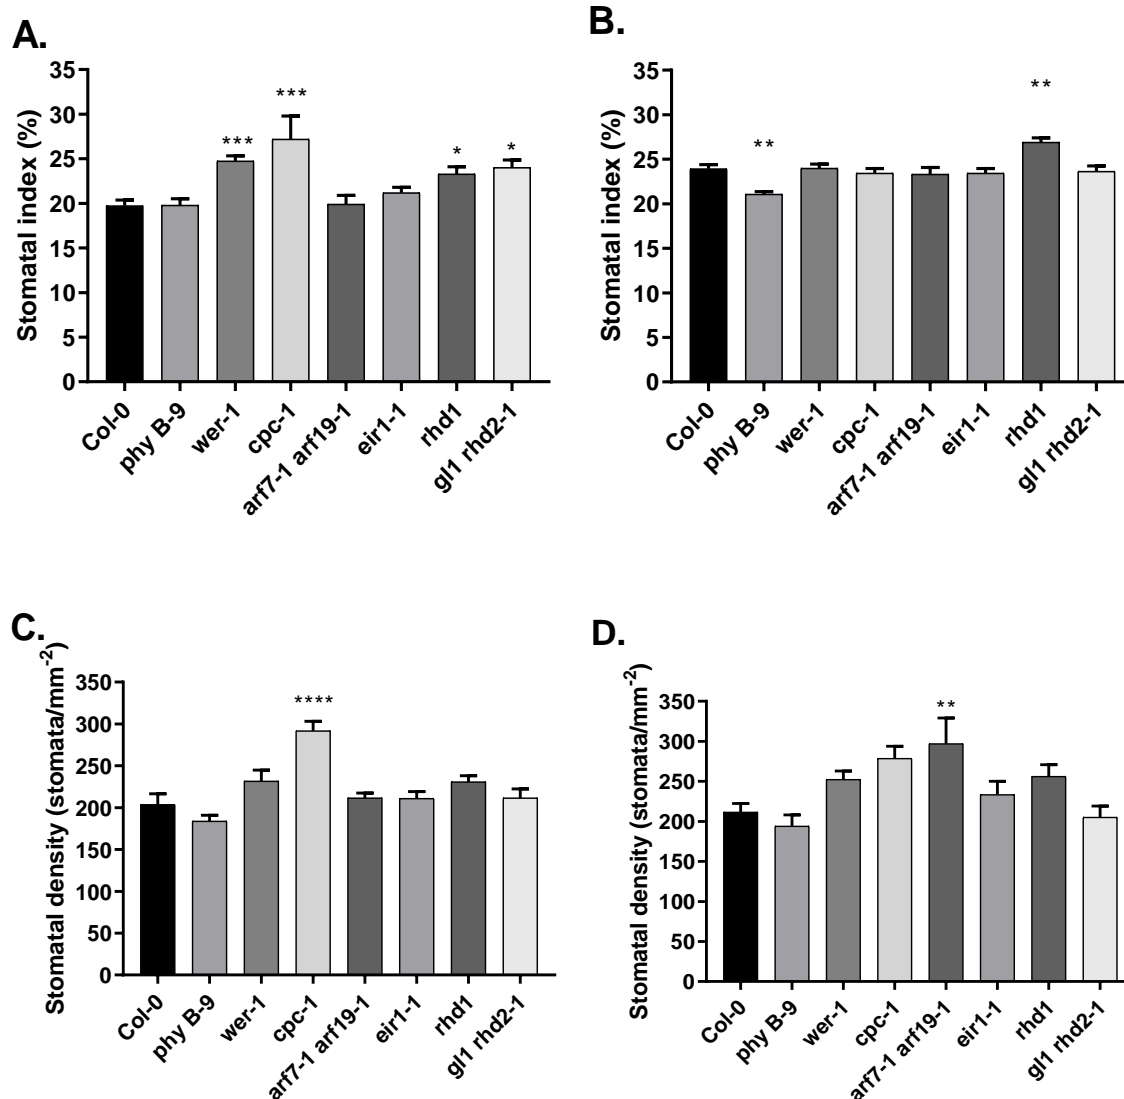 A.
Stomatal index (%)
35
30
25
20
15
10
5
0
***
***
*
*
Col-0
phy B-9
wer-1
cpc-1
arf7-1 arf19-1
eir1-1
rhd1
gl1 rhd2-1
B.
Stomatal index (%)
35
30
25
20
15
10
5
0
**
**
Col-0
phy B-9
wer-1
cpc-1
arf7-1 arf19-1
eir1-1
rhd1
gl1 rhd2-1
C.
Stomatal density (stomata/mm⁻²)
350
300
250
200
150
100
50
0
****
Col-0
phy B-9
wer-1
cpc-1
arf7-1 arf19-1
eir1-1
rhd1
gl1 rhd2-1
D.
Stomatal density (stomata/mm⁻²)
350
300
250
200
150
100
50
0
**
Col-0
phy B-9
wer-1
cpc-1
arf7-1 arf19-1
eir1-1
rhd1
gl1 rhd2-1